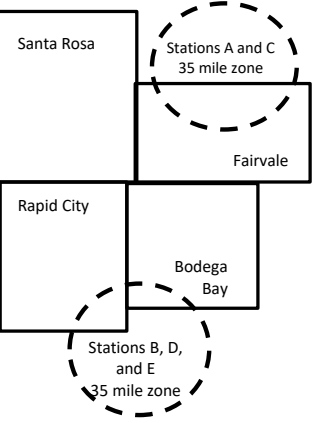 Santa Rosa
Stations A and C
35 mile zone
Fairvale
Rapid City
Bodega
Bay
Stations B, D,
and E
35 mile zone